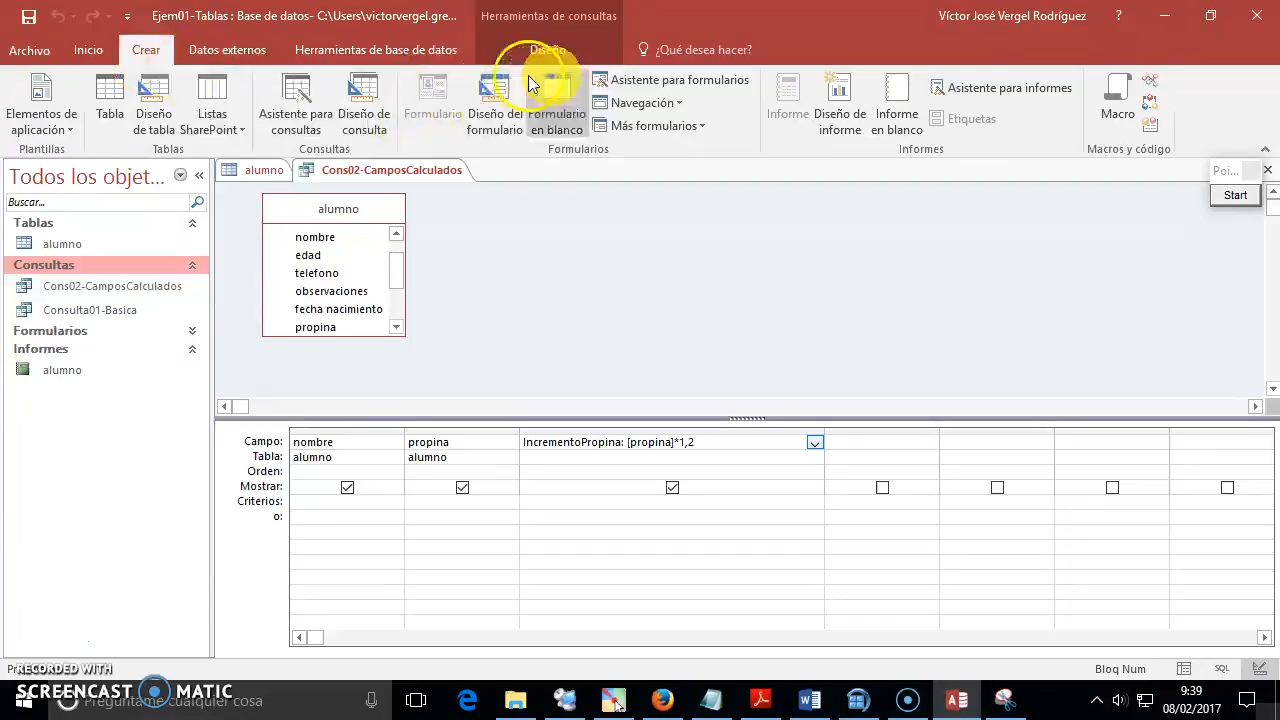 Ejem01-Tablas : Base de datos- C:\Users\victorvergel.gre...
Herramientas de consultas
Víctor José Vergel Rodríguez
?
Archivo
Inicio
Crear
Datos externos
Herramientas de base de datos
Diseño
¿Qué desea hacer?
Elementos de aplicación
Tabla
Diseño de tabla
Listas SharePoint
Asistente para consultas
Diseño de consulta
Formulario
Diseño del formulario
Formulario en blanco
Asistente para formularios
Navegación
Más formularios
Informe
Diseño de informe
Informe en blanco
Asistente para informes
Etiquetas
Macro
Plantillas
Tablas
Consultas
Formularios
Informes
Macros y código
Todos los objet...
Buscar...
Tablas
alumno
Consultas
Cons02-CamposCalculados
Consulta01-Basica
Formularios
Informes
alumno
alumno
Cons02-CamposCalculados
Poi...
Start
alumno
nombre
edad
telefono
observaciones
fecha nacimiento
propina
Campo: nombre propina IncrementoPropina: [propina]*1,2
Tabla: alumno alumno
Orden:
Mostrar:
Criterios:
o:
Bloq Num
SQL
RECORDED WITH
SCREENCAST MATIC
Pregúntame cualquier cosa
9:39
08/02/2017